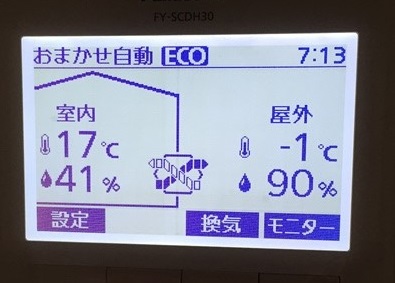 FY-SCDH30
おまかせ自動 ECO 7:13
室内 屋外
17℃ -1℃
41% 90%
設定 換気 モニター